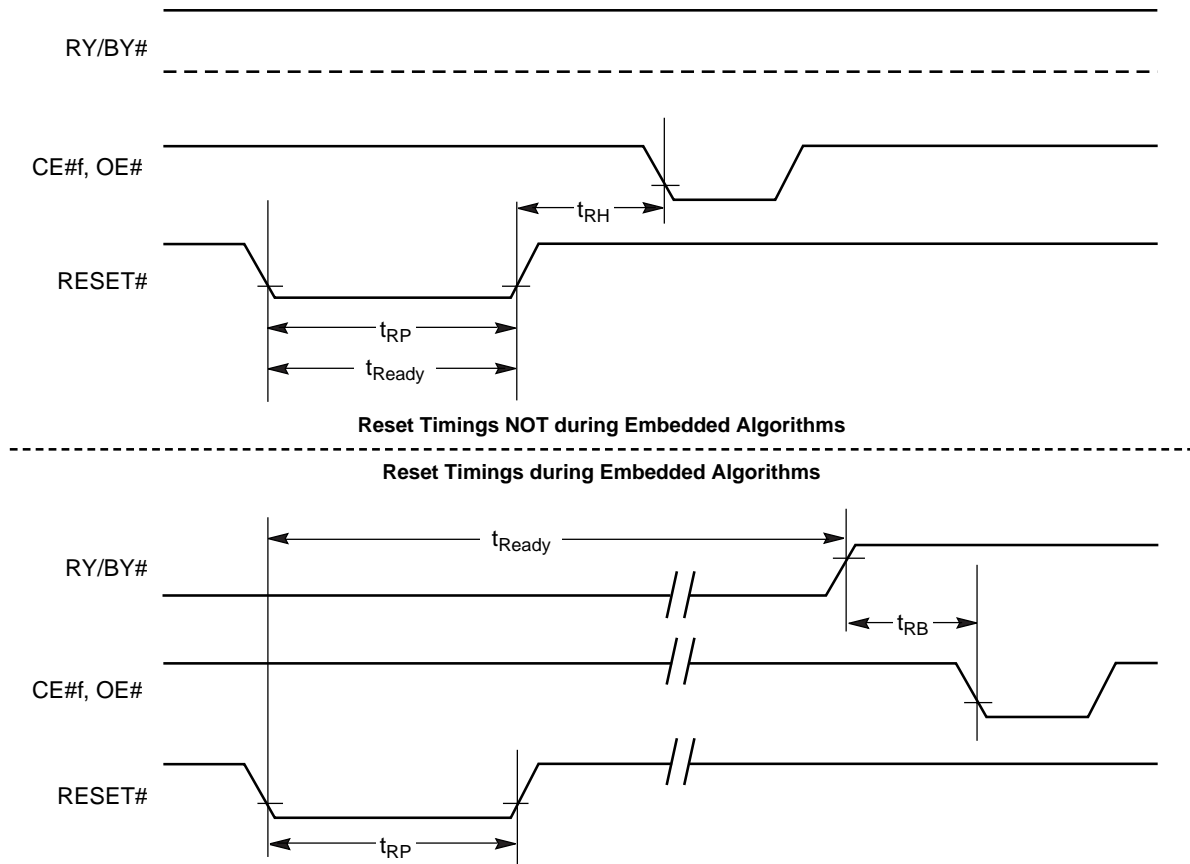 RY/BY#
CE#f, OE#
tRH
RESET#
tRP
tReady
Reset Timings NOT during Embedded Algorithms
Reset Timings during Embedded Algorithms
tReady
RY/BY#
tRB
CE#f, OE#
RESET#
tRP